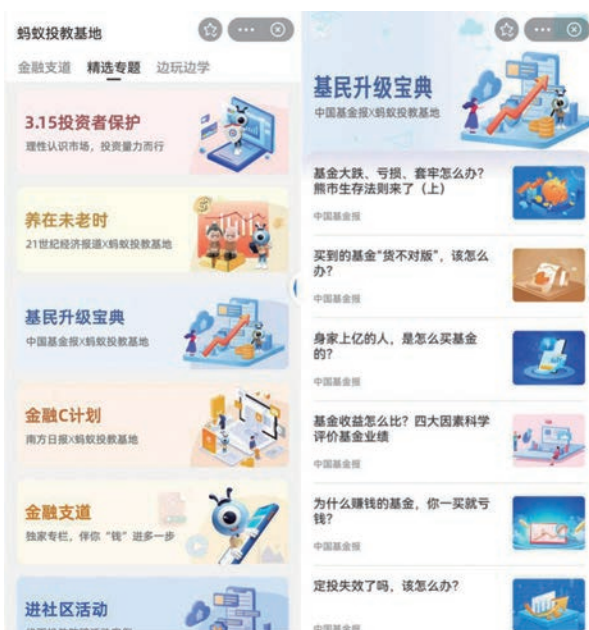 蚂蚁投教基地
金融支道 精选专题 边玩边学
3.15投资者保护
理性认识市场，投资量力而行
养在未老时
21世纪经济报道X蚂蚁投教基地
基民升级宝典
中国基金报X蚂蚁投教基地
金融C计划
南方日报X蚂蚁投教基地
金融支道
独家专栏，伴你“钱”进多一步
进社区活动
基民升级宝典
中国基金报X蚂蚁投教基地
基金大跌、亏损、套牢怎么办？
熊市生存法则来了（上）
中国基金报
买到的基金“货不对版”，该怎么
办？
中国基金报
身家上亿的人，是怎么买基金
的？
中国基金报
基金收益怎么比？四大因素科学
评价基金业绩
中国基金报
为什么赚钱的基金，你一买就亏
钱？
中国基金报
定投失效了吗，该怎么办？
中国基金报